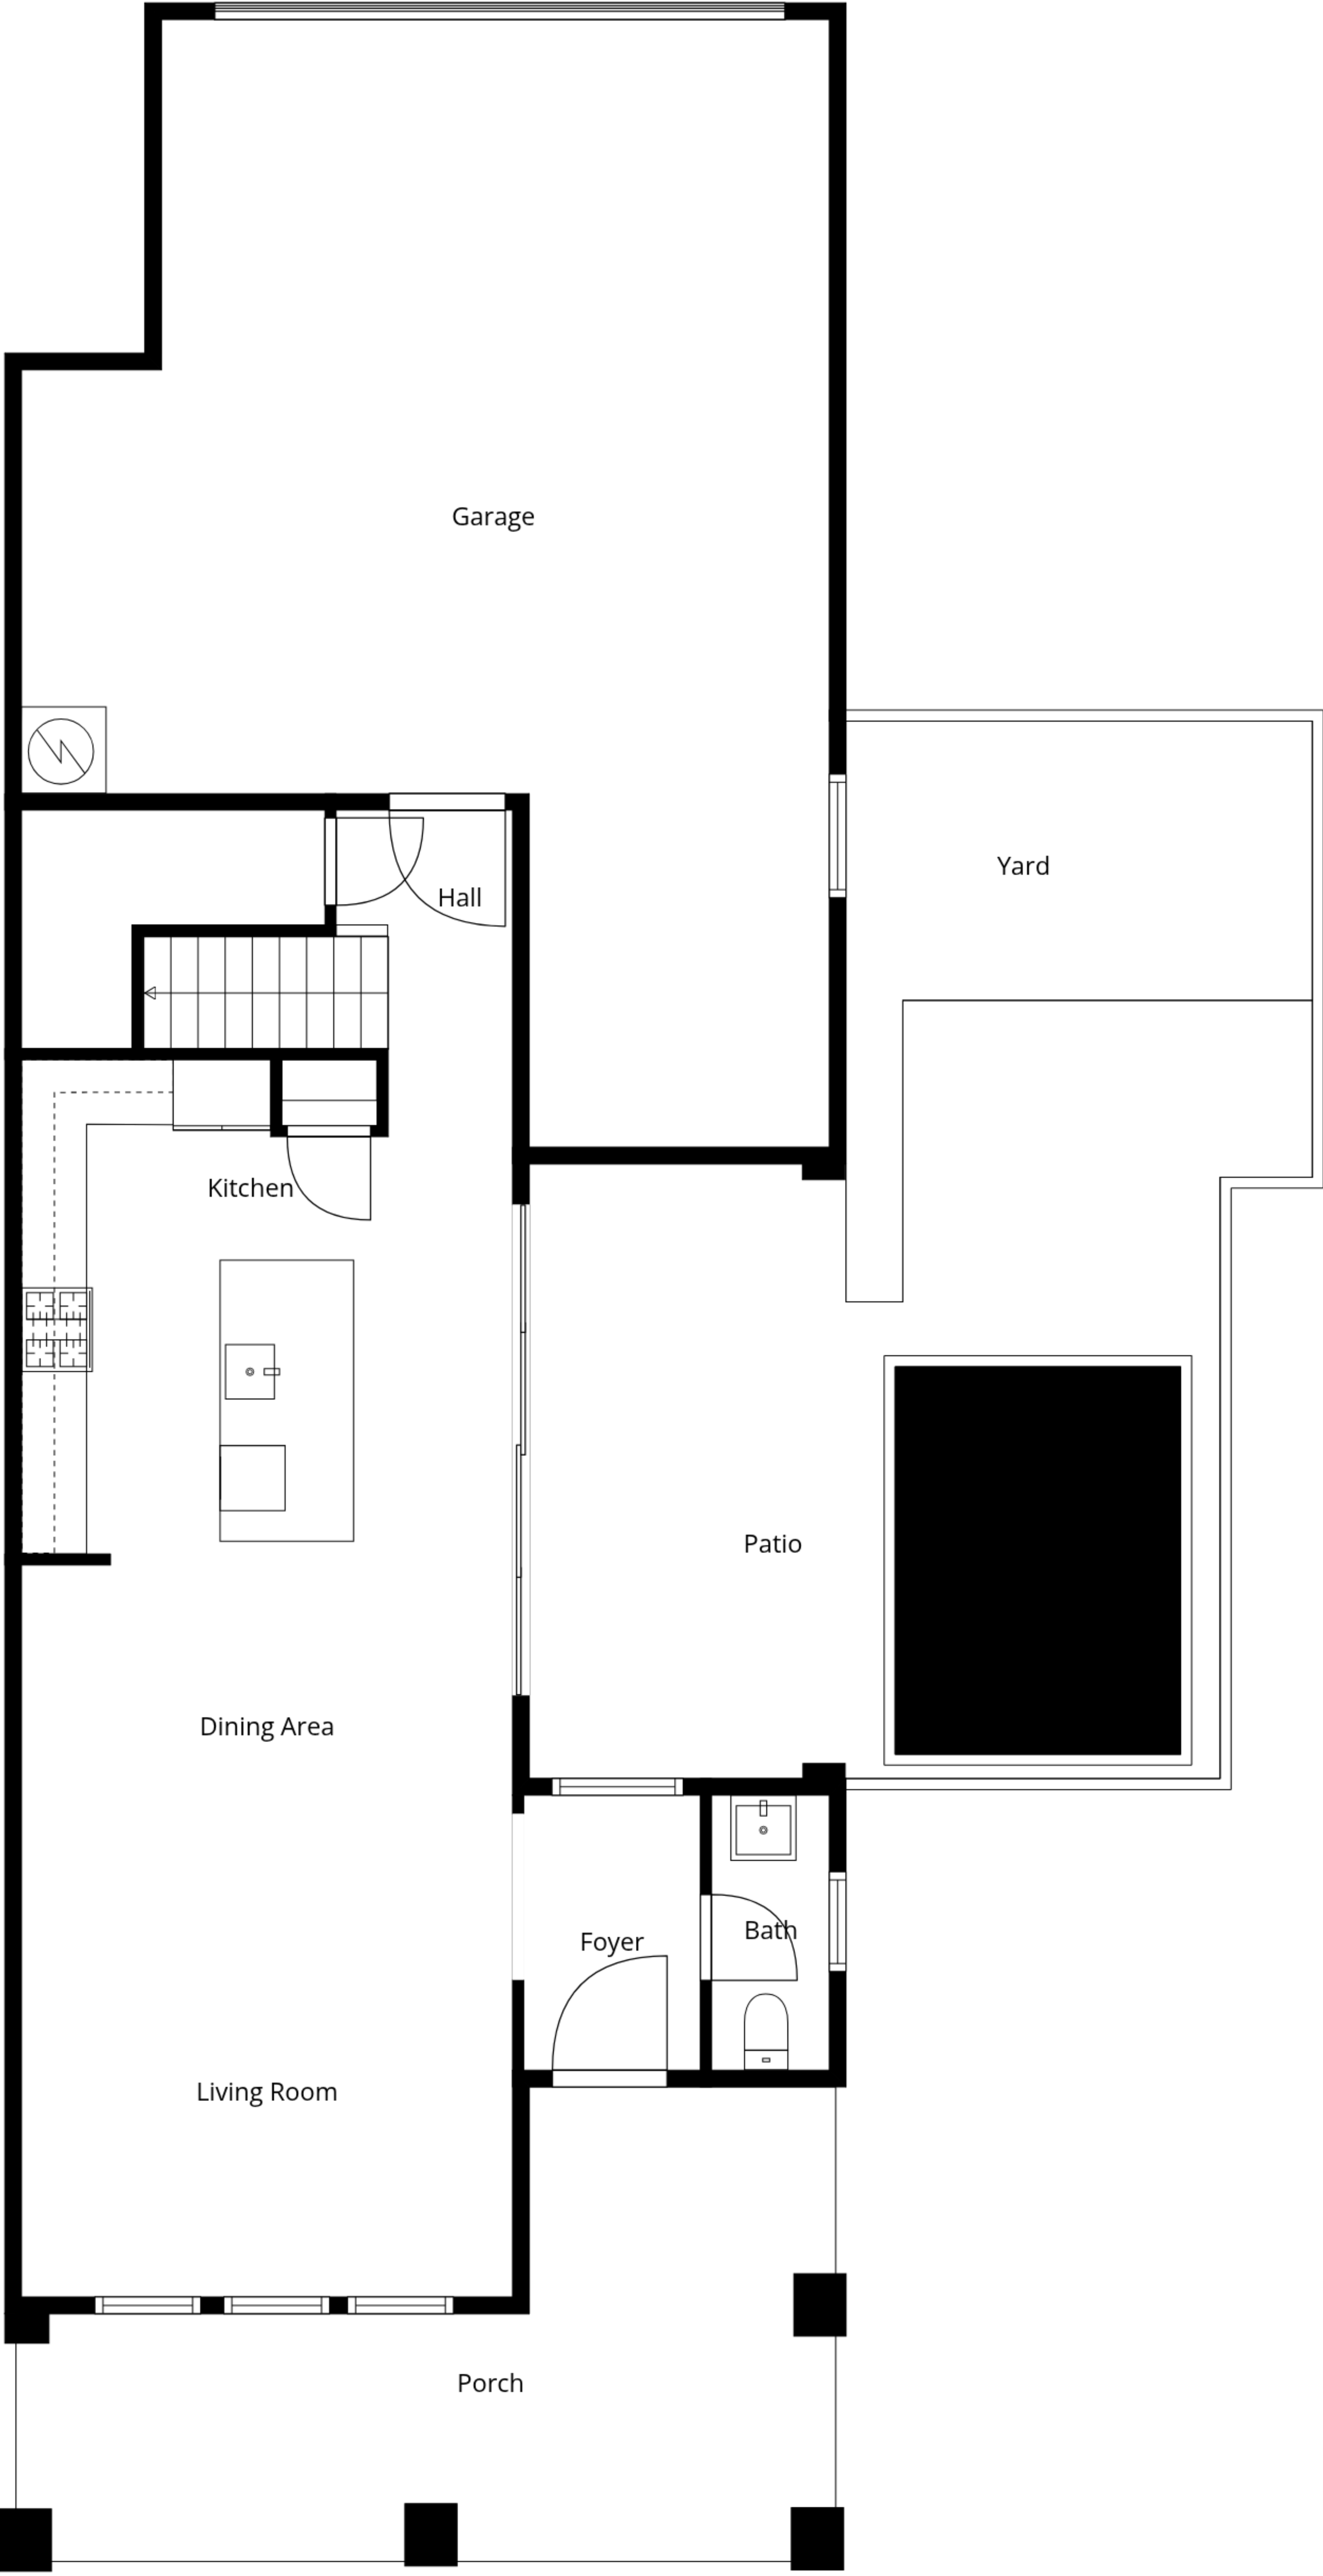 Garage
Yard
Hall
Kitchen
Patio
Dining Area
Bath
Foyer
Living Room
Porch